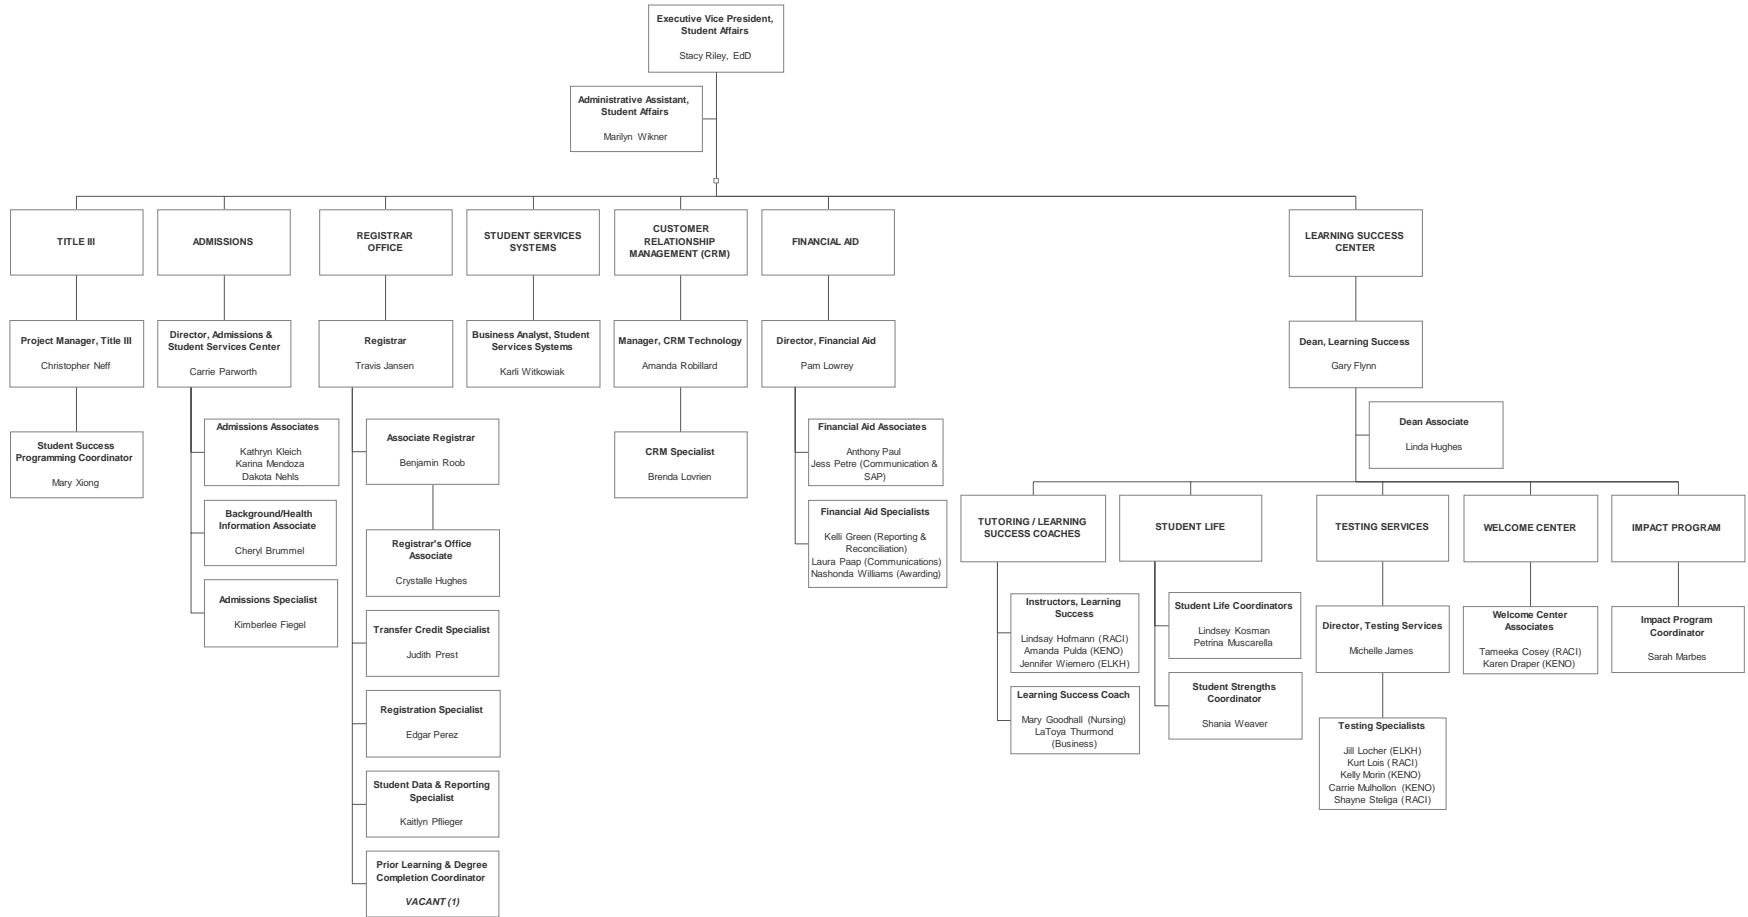 Executive Vice President,
Student Affairs
Stacy Riley, EdD
Administrative Assistant,
Student Affairs
Marilyn Wikner
TITLE III
ADMISSIONS
REGISTRAR
OFFICE
STUDENT SERVICES
SYSTEMS
CUSTOMER
RELATIONSHIP
MANAGEMENT (CRM)
FINANCIAL AID
LEARNING SUCCESS
CENTER
Project Manager, Title III
Christopher Neff
Director, Admissions &
Student Services Center
Carrie Parworth
Registrar
Travis Jansen
Business Analyst, Student
Services Systems
Karli Witkowiak
Manager, CRM Technology
Amanda Robillard
Director, Financial Aid
Pam Lowrey
Dean, Learning Success
Gary Flynn
Student Success
Programming Coordinator
Mary Xiong
Admissions Associates
Kathryn Kleich
Karina Mendoza
Dakota Nehls
Background/Health
Information Associate
Cheryl Brummel
Admissions Specialist
Kimberlee Fiegel
Associate Registrar
Benjamin Roob
Registrar's Office
Associate
Crystalle Hughes
Transfer Credit Specialist
Judith Prest
Registration Specialist
Edgar Perez
Student Data & Reporting
Specialist
Kaitlyn Pflieger
Prior Learning & Degree
Completion Coordinator
VACANT (1)
CRM Specialist
Brenda Lovrien
Financial Aid Associates
Anthony Paul
Jess Petre (Communication &
SAP)
Financial Aid Specialists
Kelli Green (Reporting &
Reconciliation)
Laura Paap (Communications)
Nashonda Williams (Awarding)
Dean Associate
Linda Hughes
TUTORING / LEARNING
SUCCESS COACHES
STUDENT LIFE
TESTING SERVICES
WELCOME CENTER
IMPACT PROGRAM
Instructors, Learning
Success
Lindsay Hofmann (RACI)
Amanda Pulda (KENO)
Jennifer Wiemero (ELKH)
Learning Success Coach
Mary Goodhall (Nursing)
LaToya Thurmond
(Business)
Student Life Coordinators
Lindsey Kosman
Petrina Muscarella
Student Strengths
Coordinator
Shania Weaver
Director, Testing Services
Michelle James
Testing Specialists
Jill Locher (ELKH)
Kurt Lois (RACI)
Kelly Morin (KENO)
Carrie Mulhollon (KENO)
Shayne Steliga (RACI)
Welcome Center
Associates
Tameeka Cosey (RACI)
Karen Draper (KENO)
Impact Program
Coordinator
Sarah Marbes